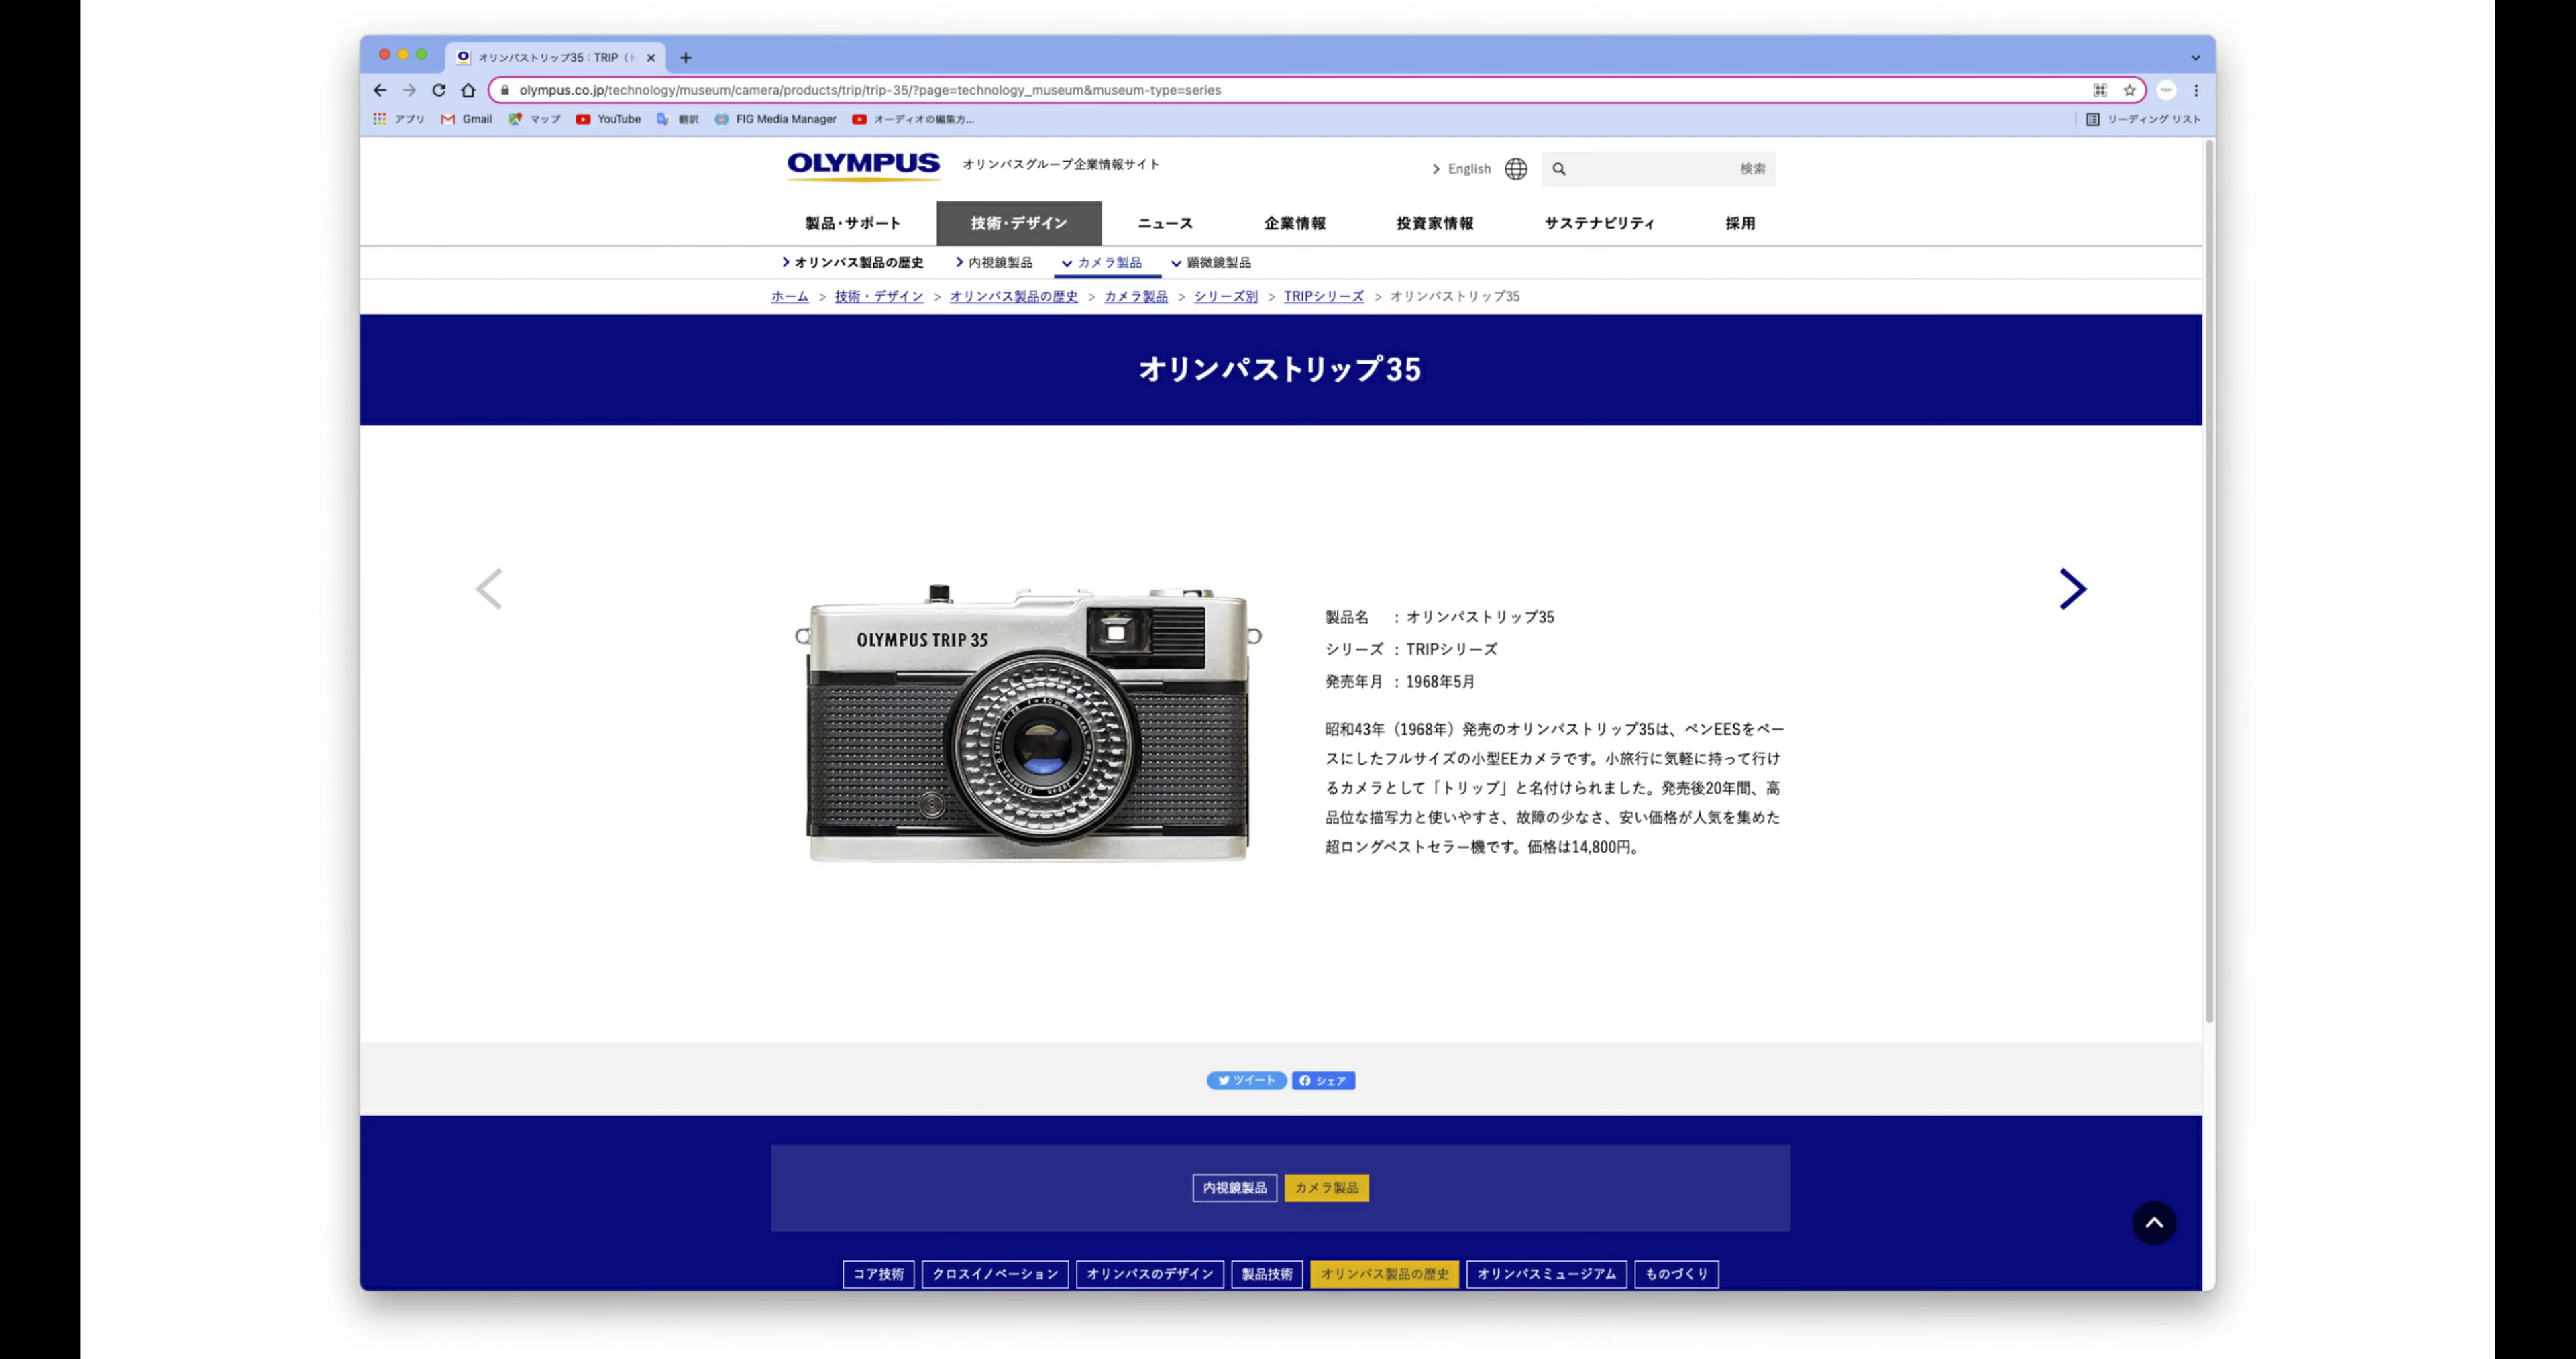 オリンパストリップ35：TRIP（ト
olympus.co.jp/technology/museum/camera/products/trip/trip-35/?page=technology_museum&museum-type=series
アプリ Gmail マップ YouTube 翻訳 FIG Media Manager オーディオの編集方... リーディング リスト
OLYMPUS オリンパスグループ企業情報サイト English 検索
製品・サポート 技術・デザイン ニュース 企業情報 投資家情報 サステナビリティ 採用
オリンパス製品の歴史 内視鏡製品 カメラ製品 顕微鏡製品
ホーム > 技術・デザイン > オリンパス製品の歴史 > カメラ製品 > シリーズ別 > TRIPシリーズ > オリンパストリップ35
オリンパストリップ35
OLYMPUS TRIP 35
製品名 ：オリンパストリップ35
シリーズ ：TRIPシリーズ
発売年月 ：1968年5月
昭和43年（1968年）発売のオリンパストリップ35は、ペンEESをベー
スにしたフルサイズの小型EEカメラです。小旅行に気軽に持って行け
るカメラとして「トリップ」と名付けられました。発売後20年間、高
品位な描写力と使いやすさ、故障の少なさ、安い価格が人気を集めた
超ロングベストセラー機です。価格は14,800円。
ツイート シェア
内視鏡製品 カメラ製品
コア技術 クロスイノベーション オリンパスのデザイン 製品技術 オリンパス製品の歴史 オリンパスミュージアム ものづくり